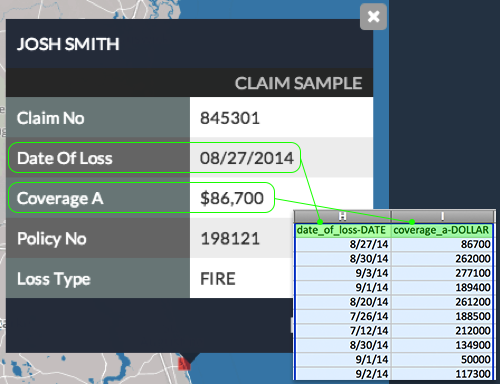 JOSH SMITH
CLAIM SAMPLE
Claim No 845301
Date Of Loss 08/27/2014
Coverage A $86,700
Policy No 198121
Loss Type FIRE
H I
date_of_loss-DATE coverage_a-DOLLAR
8/27/14 86700
8/30/14 262000
9/3/14 277100
9/1/14 189400
8/20/14 261200
7/26/14 188500
7/12/14 212000
8/30/14 134900
9/1/14 50000
9/2/14 117300